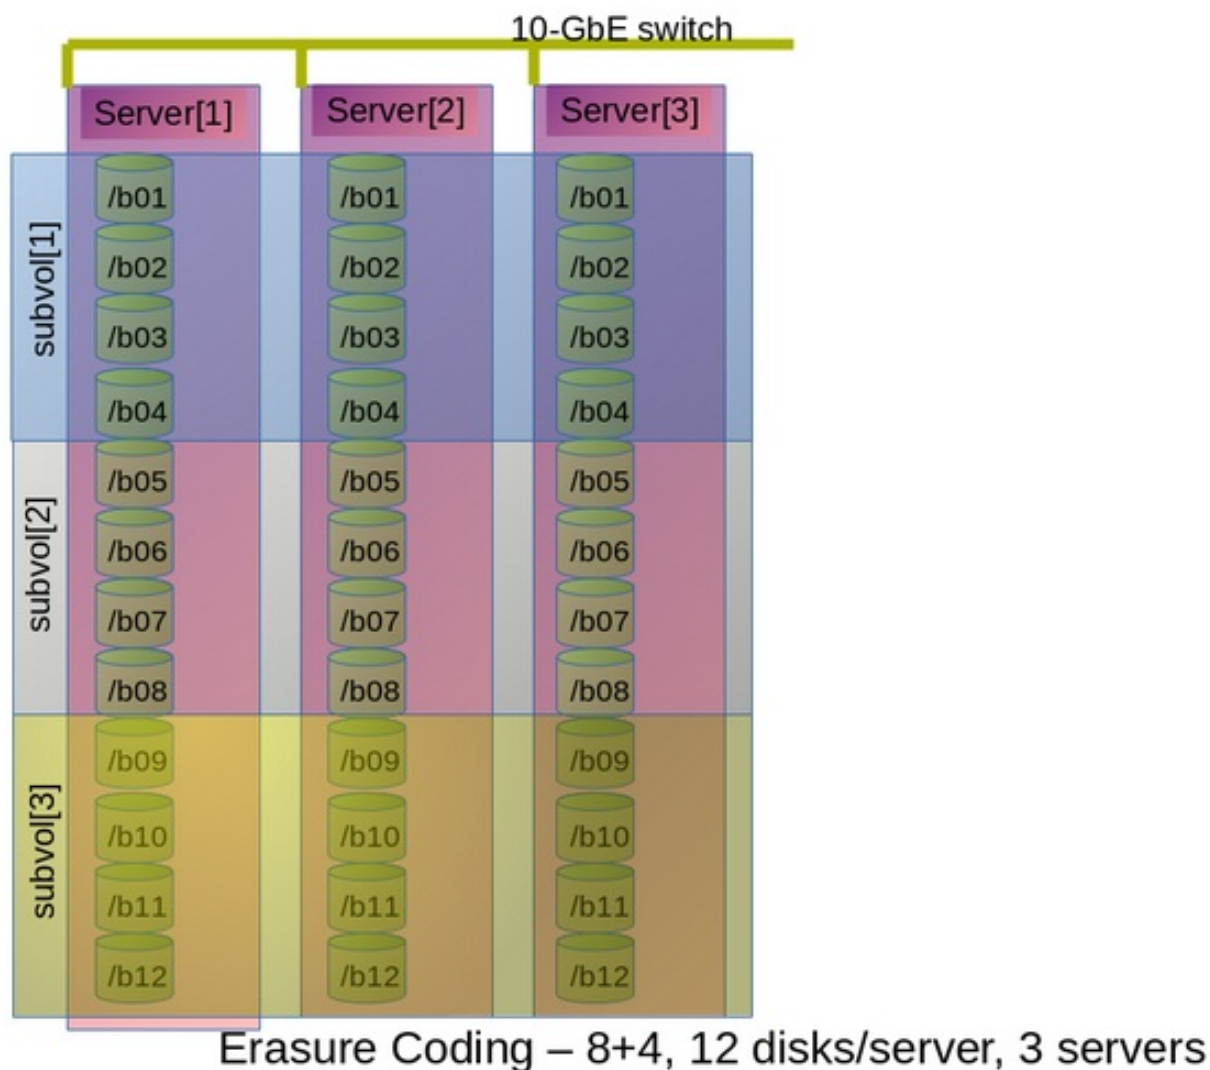 10-GbE switch
Server[1] Server[2] Server[3]
subvol[1]
/b01 /b01 /b01
/b02 /b02 /b02
/b03 /b03 /b03
/b04 /b04 /b04
subvol[2]
/b05 /b05 /b05
/b06 /b06 /b06
/b07 /b07 /b07
/b08 /b08 /b08
subvol[3]
/b09 /b09 /b09
/b10 /b10 /b10
/b11 /b11 /b11
/b12 /b12 /b12
Erasure Coding – 8+4, 12 disks/server, 3 servers